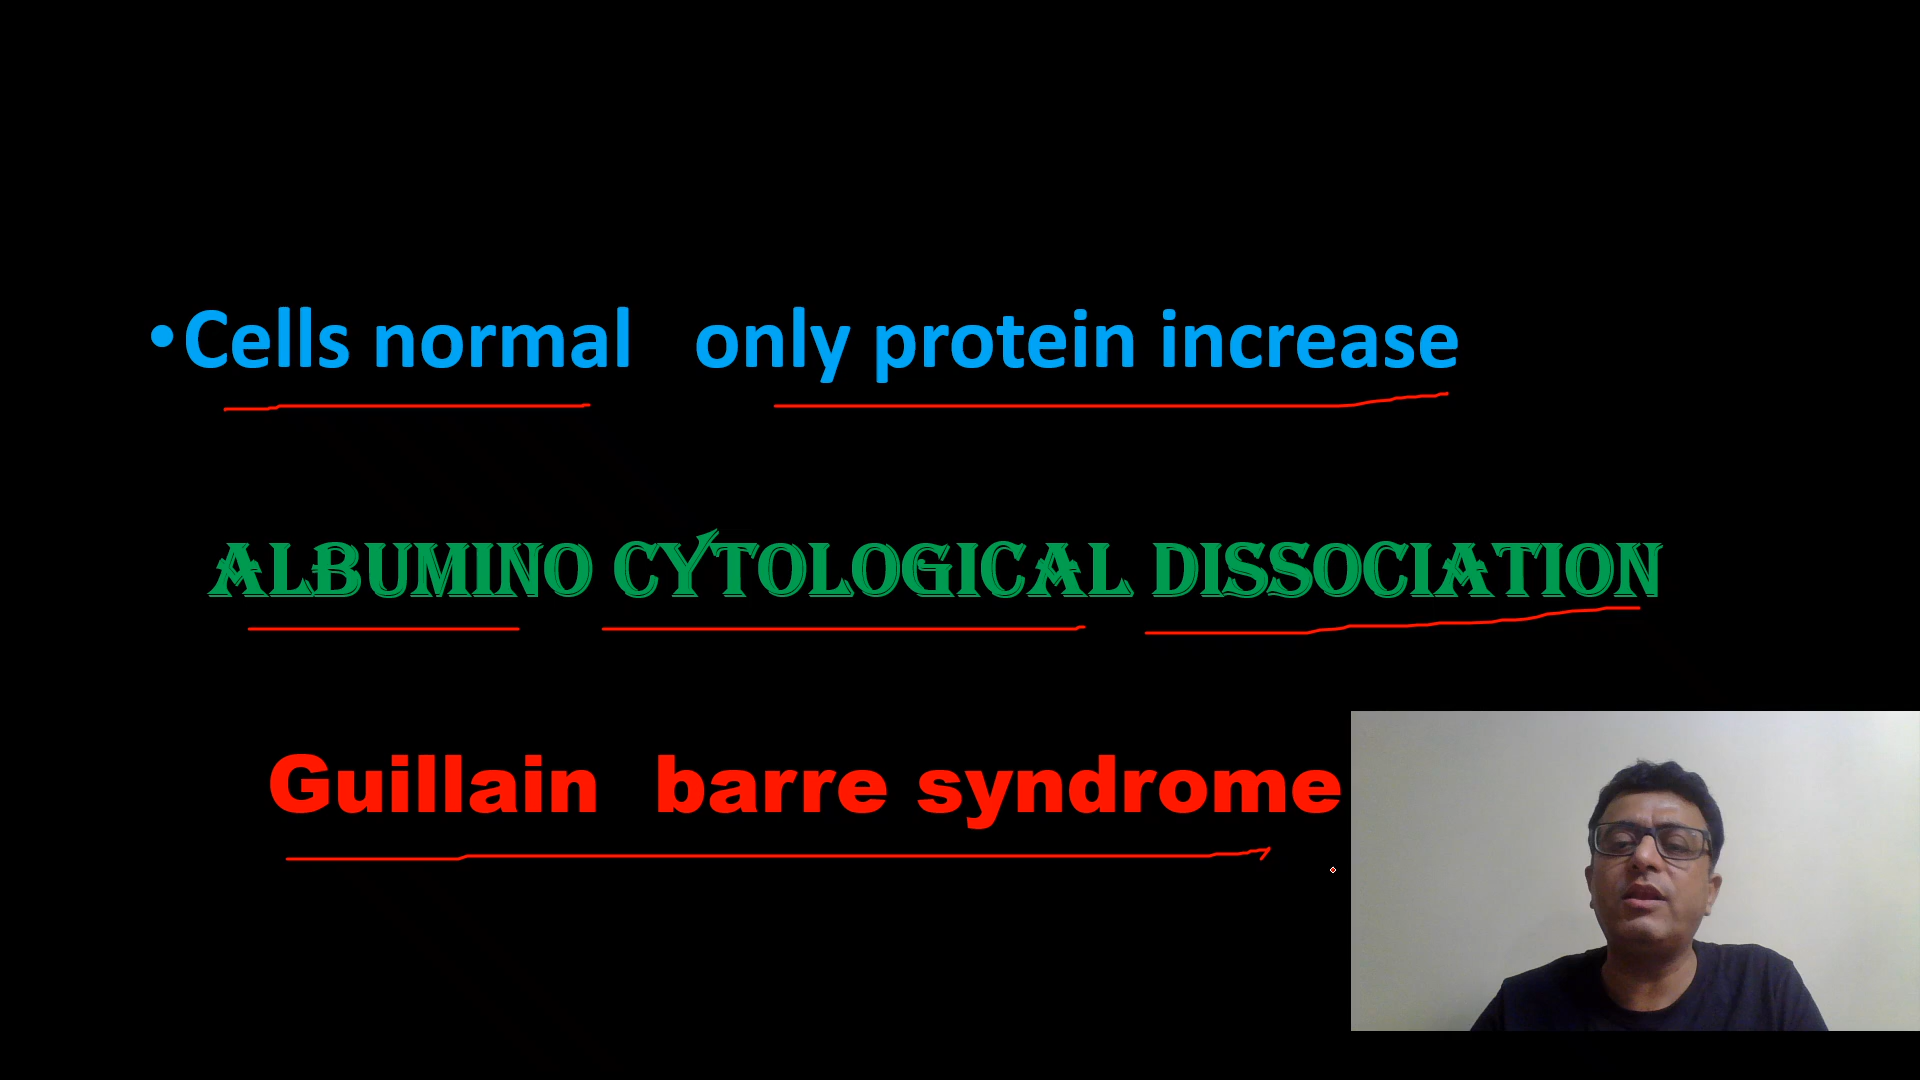 •Cells normal   only protein increase
ALBUMINO CYTOLOGICAL DISSOCIATION
Guillain  barre syndrome